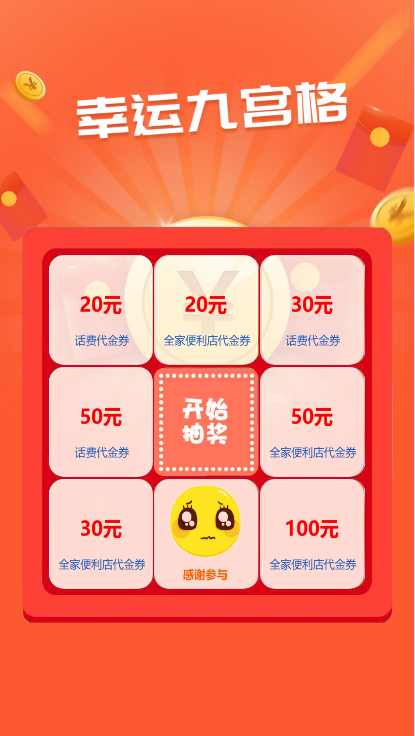 幸运九宫格
20元
话费代金券
20元
全家便利店代金券
30元
话费代金券
50元
话费代金券
开始
抽奖
50元
全家便利店代金券
30元
全家便利店代金券
感谢参与
100元
全家便利店代金券